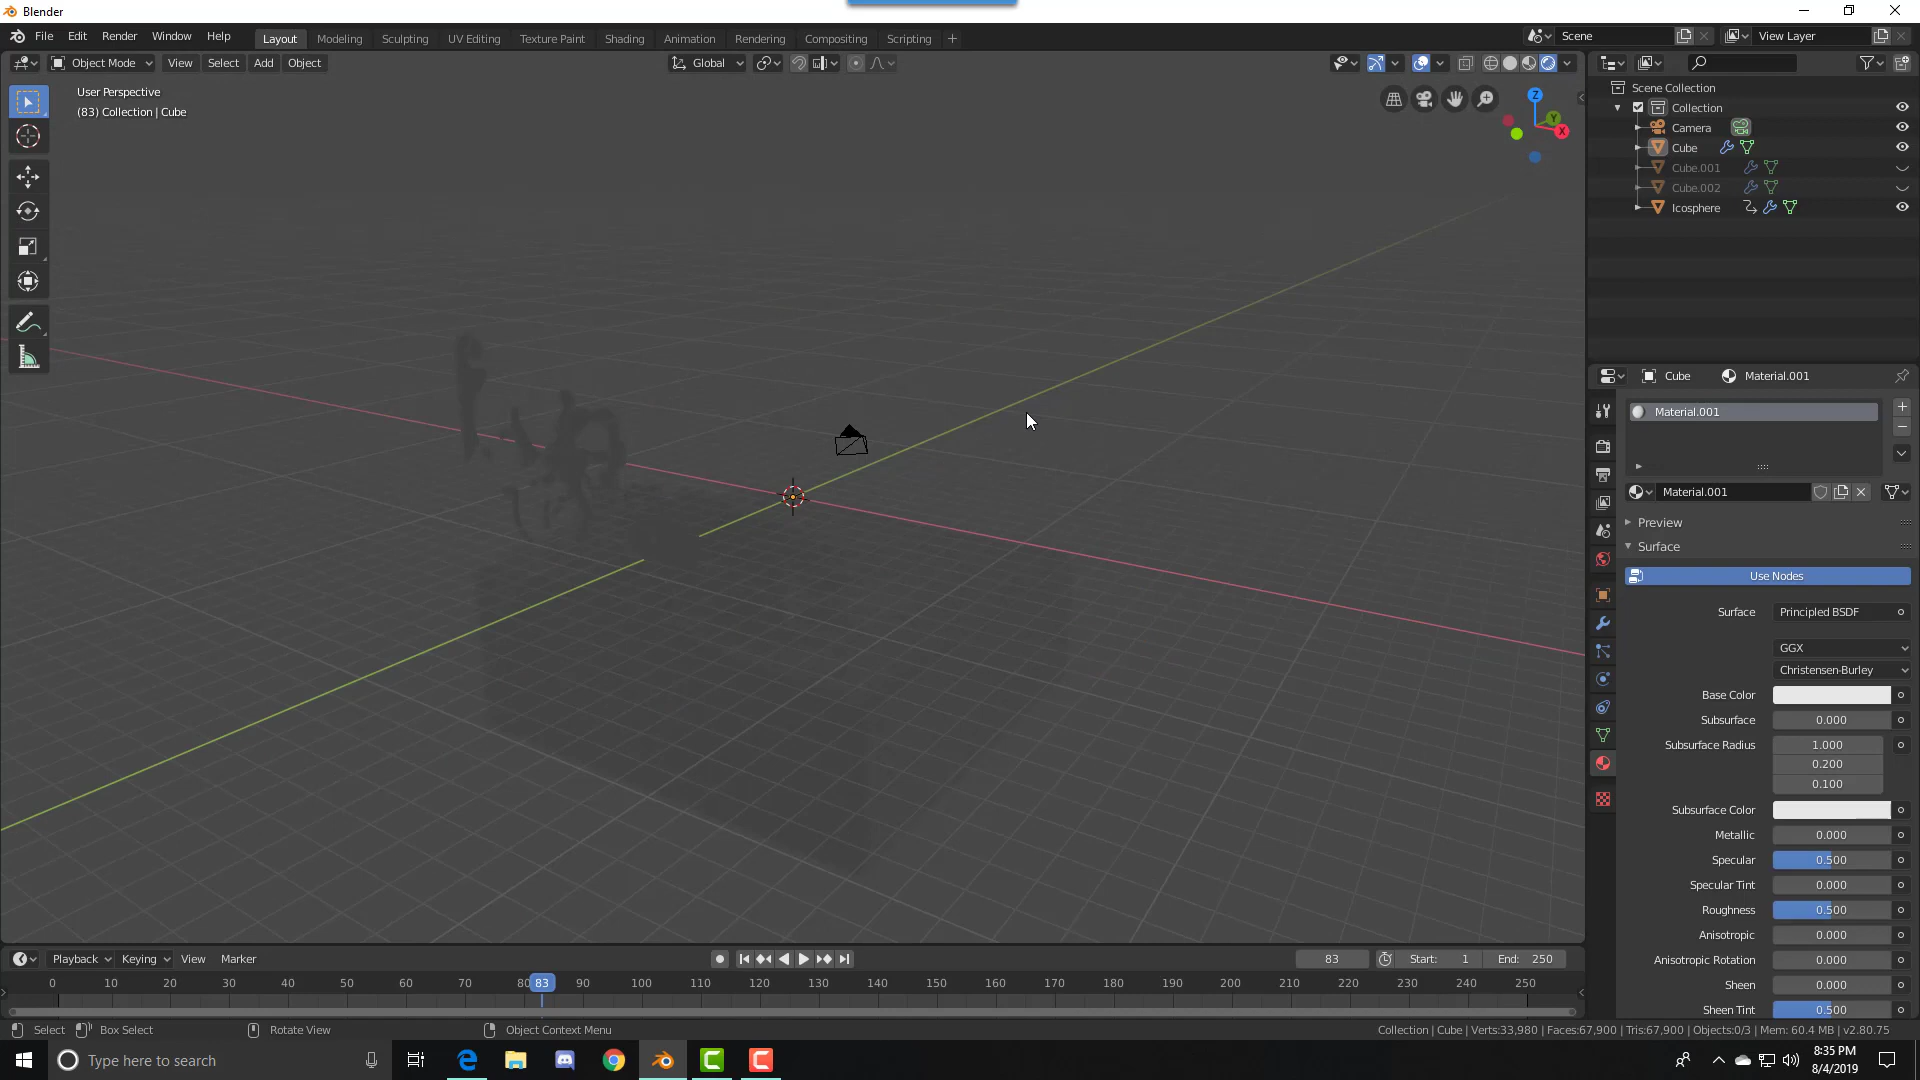 Blender
File Edit Render Window Help
Layout Modeling Sculpting UV Editing Texture Paint Shading Animation Rendering Compositing Scripting +
Scene
View Layer
Object Mode View Select Add Object
Global
User Perspective
(83) Collection | Cube
Z
Y
X
Scene Collection
Collection
Camera
Cube
Cube.001
Cube.002
Icosphere
Cube Material.001
Material.001
Material.001
Preview
Surface
Use Nodes
Surface Principled BSDF
GGX
Christensen-Burley
Base Color
Subsurface 0.000
Subsurface Radius 1.000
0.200
0.100
Subsurface Color
Metallic 0.000
Specular 0.500
Specular Tint 0.000
Roughness 0.500
Anisotropic 0.000
Anisotropic Rotation 0.000
Sheen 0.000
Sheen Tint 0.500
Playback Keying View Marker
83 Start: 1 End: 250
0 10 20 30 40 50 60 70 80 83 90 100 110 120 130 140 150 160 170 180 190 200 210 220 230 240 250
Select Box Select Rotate View Object Context Menu
Collection | Cube | Verts:33,980 | Faces:67,900 | Tris:67,900 | Objects:0/3 | Mem: 60.4 MB | v2.80.75
Type here to search
8:35 PM
8/4/2019